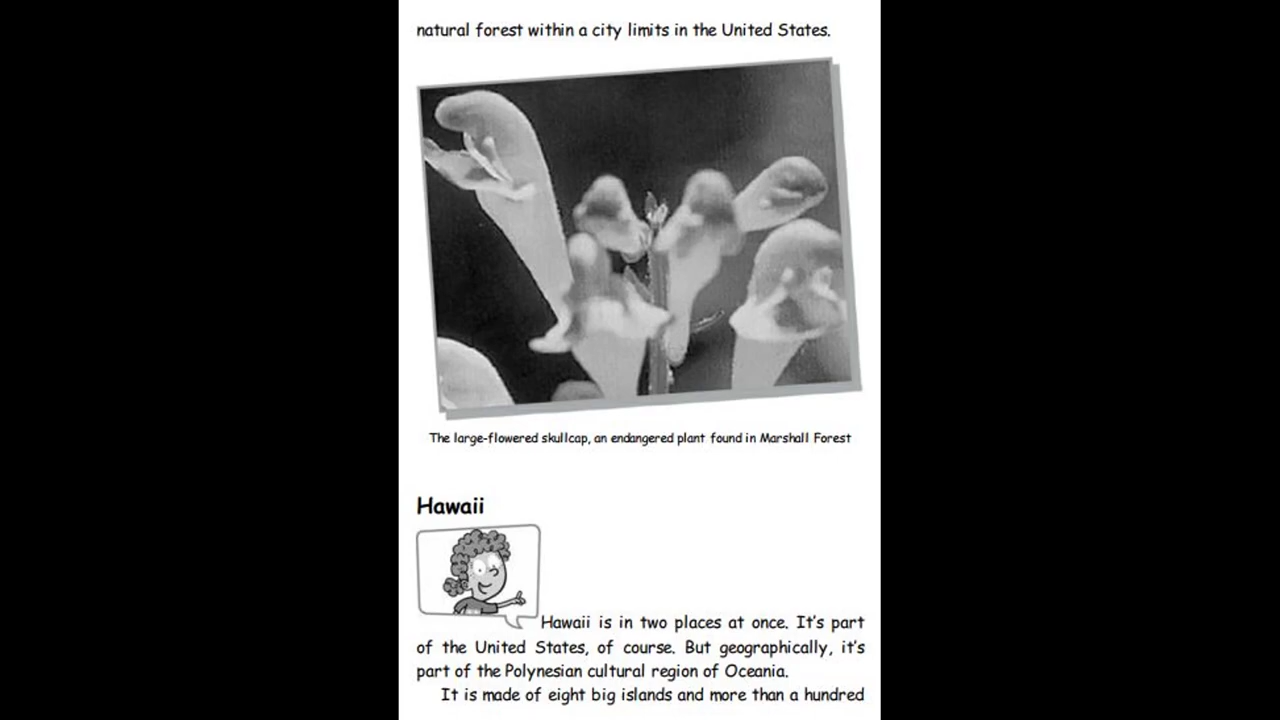 natural forest within a city limits in the United States.
The large-flowered skullcap, an endangered plant found in Marshall Forest
Hawaii
Hawaii is in two places at once. It's part
of the United States, of course. But geographically, it's
part of the Polynesian cultural region of Oceania.
It is made of eight big islands and more than a hundred